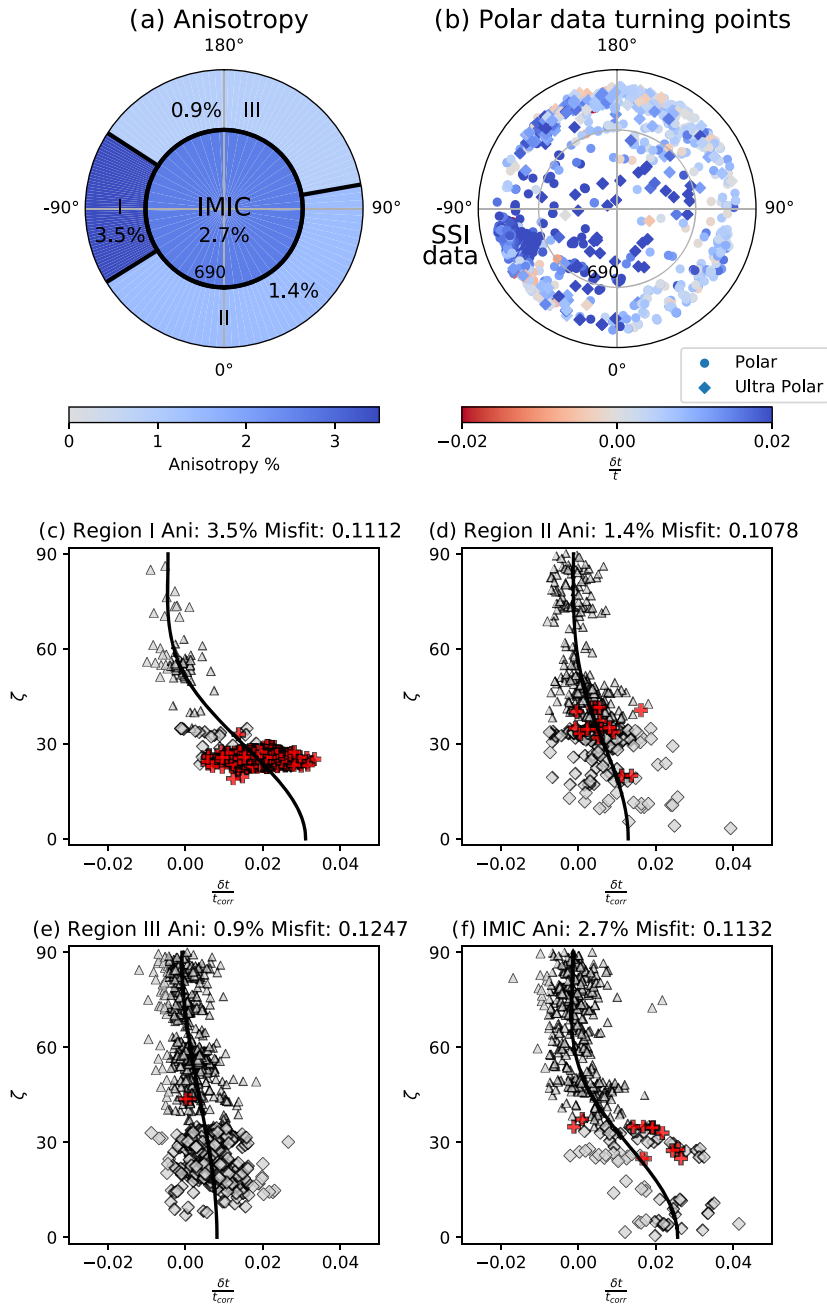 (a) Anisotropy
180°
0.9%
III
-90°
90°
I
3.5%
IMIC
2.7%
690
1.4%
II
0°
0
1
2
3
Anisotropy %
(b) Polar data turning points
180°
-90°
90°
SSI
data
690
0°
Polar
Ultra Polar
−0.02
0.00
0.02
δt
t
(c) Region I Ani: 3.5% Misfit: 0.1112
90
60
30
0
ζ
−0.02
0.00
0.02
0.04
δt
t_corr
(d) Region II Ani: 1.4% Misfit: 0.1078
90
60
30
0
ζ
−0.02
0.00
0.02
0.04
δt
t_corr
(e) Region III Ani: 0.9% Misfit: 0.1247
90
60
30
0
ζ
−0.02
0.00
0.02
0.04
δt
t_corr
(f) IMIC Ani: 2.7% Misfit: 0.1132
90
60
30
0
ζ
−0.02
0.00
0.02
0.04
δt
t_corr